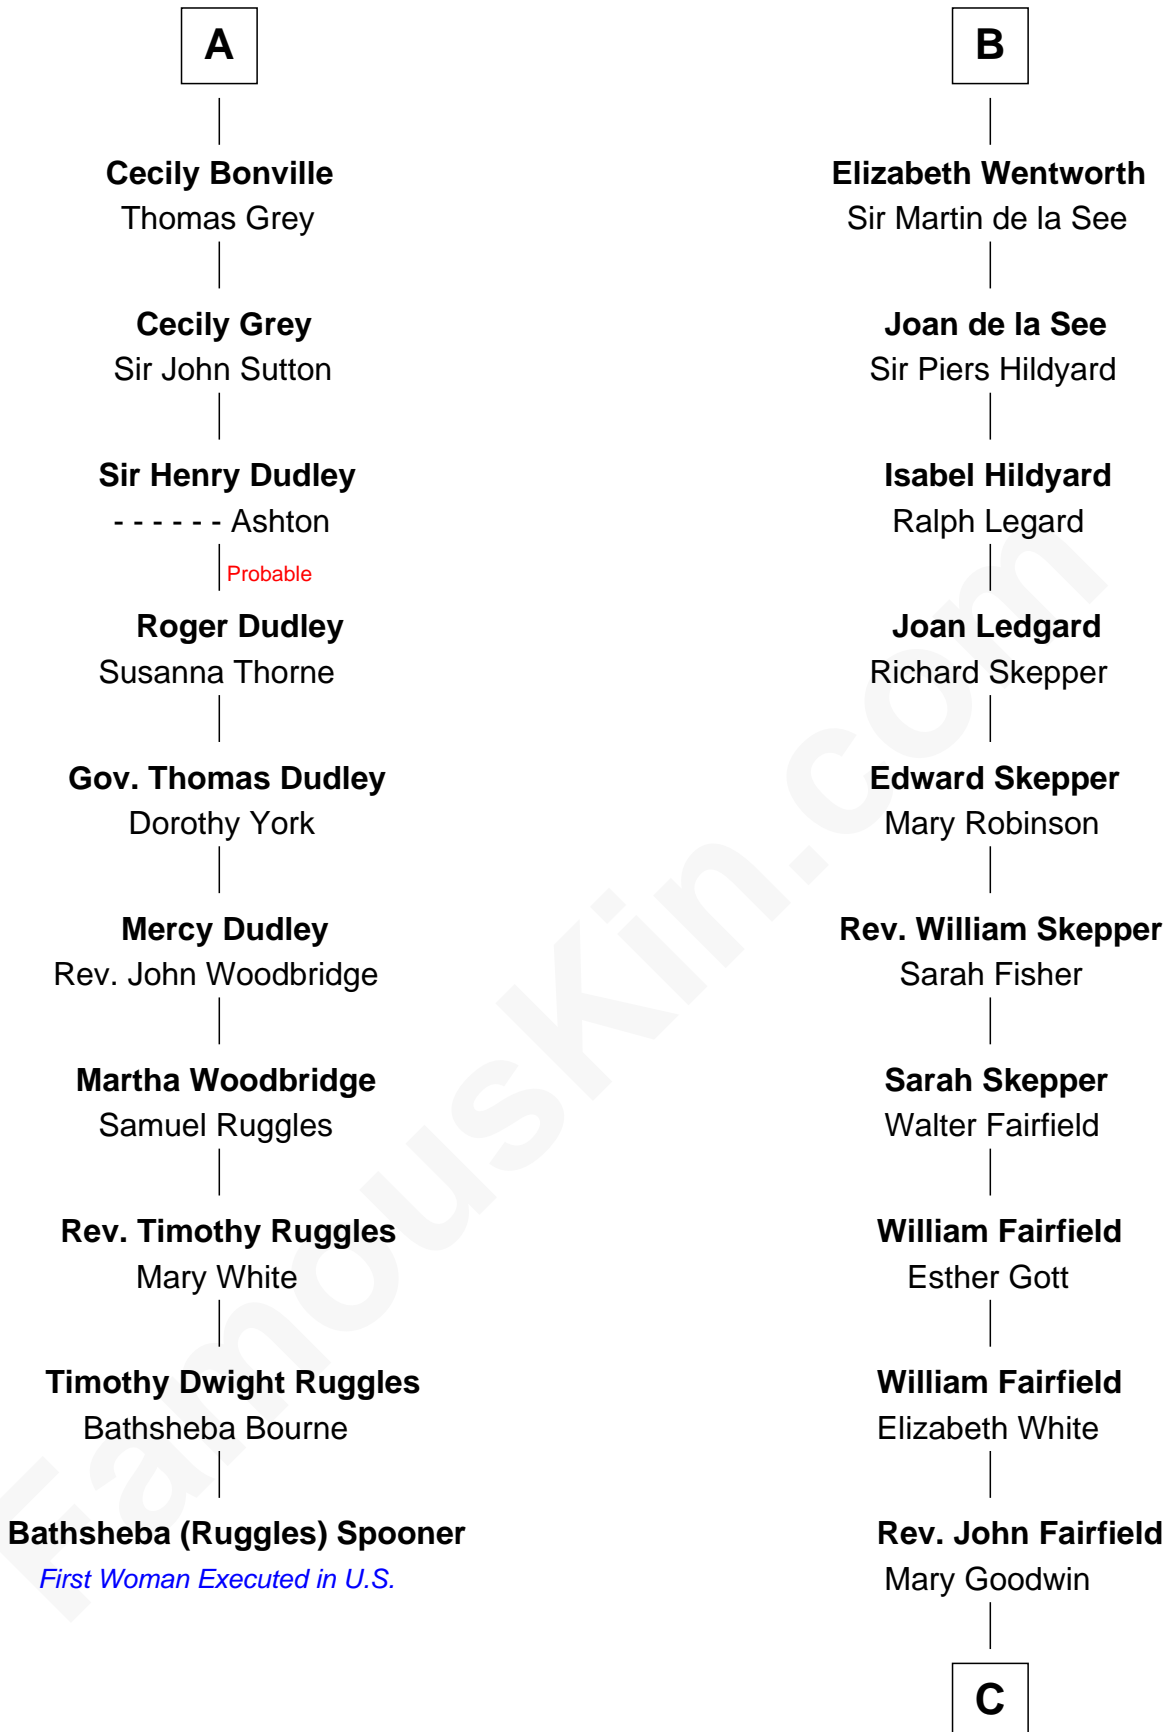 A
Cecily Bonville
Thomas Grey
Cecily Grey
Sir John Sutton
Sir Henry Dudley
- - - - - - Ashton
Probable
Roger Dudley
Susanna Thorne
Gov. Thomas Dudley
Dorothy York
Mercy Dudley
Rev. John Woodbridge
Martha Woodbridge
Samuel Ruggles
Rev. Timothy Ruggles
Mary White
Timothy Dwight Ruggles
Bathsheba Bourne
Bathsheba (Ruggles) Spooner
First Woman Executed in U.S.
B
Elizabeth Wentworth
Sir Martin de la See
Joan de la See
Sir Piers Hildyard
Isabel Hildyard
Ralph Legard
Joan Ledgard
Richard Skepper
Edward Skepper
Mary Robinson
Rev. William Skepper
Sarah Fisher
Sarah Skepper
Walter Fairfield
William Fairfield
Esther Gott
William Fairfield
Elizabeth White
Rev. John Fairfield
Mary Goodwin
C
FamousKin.com